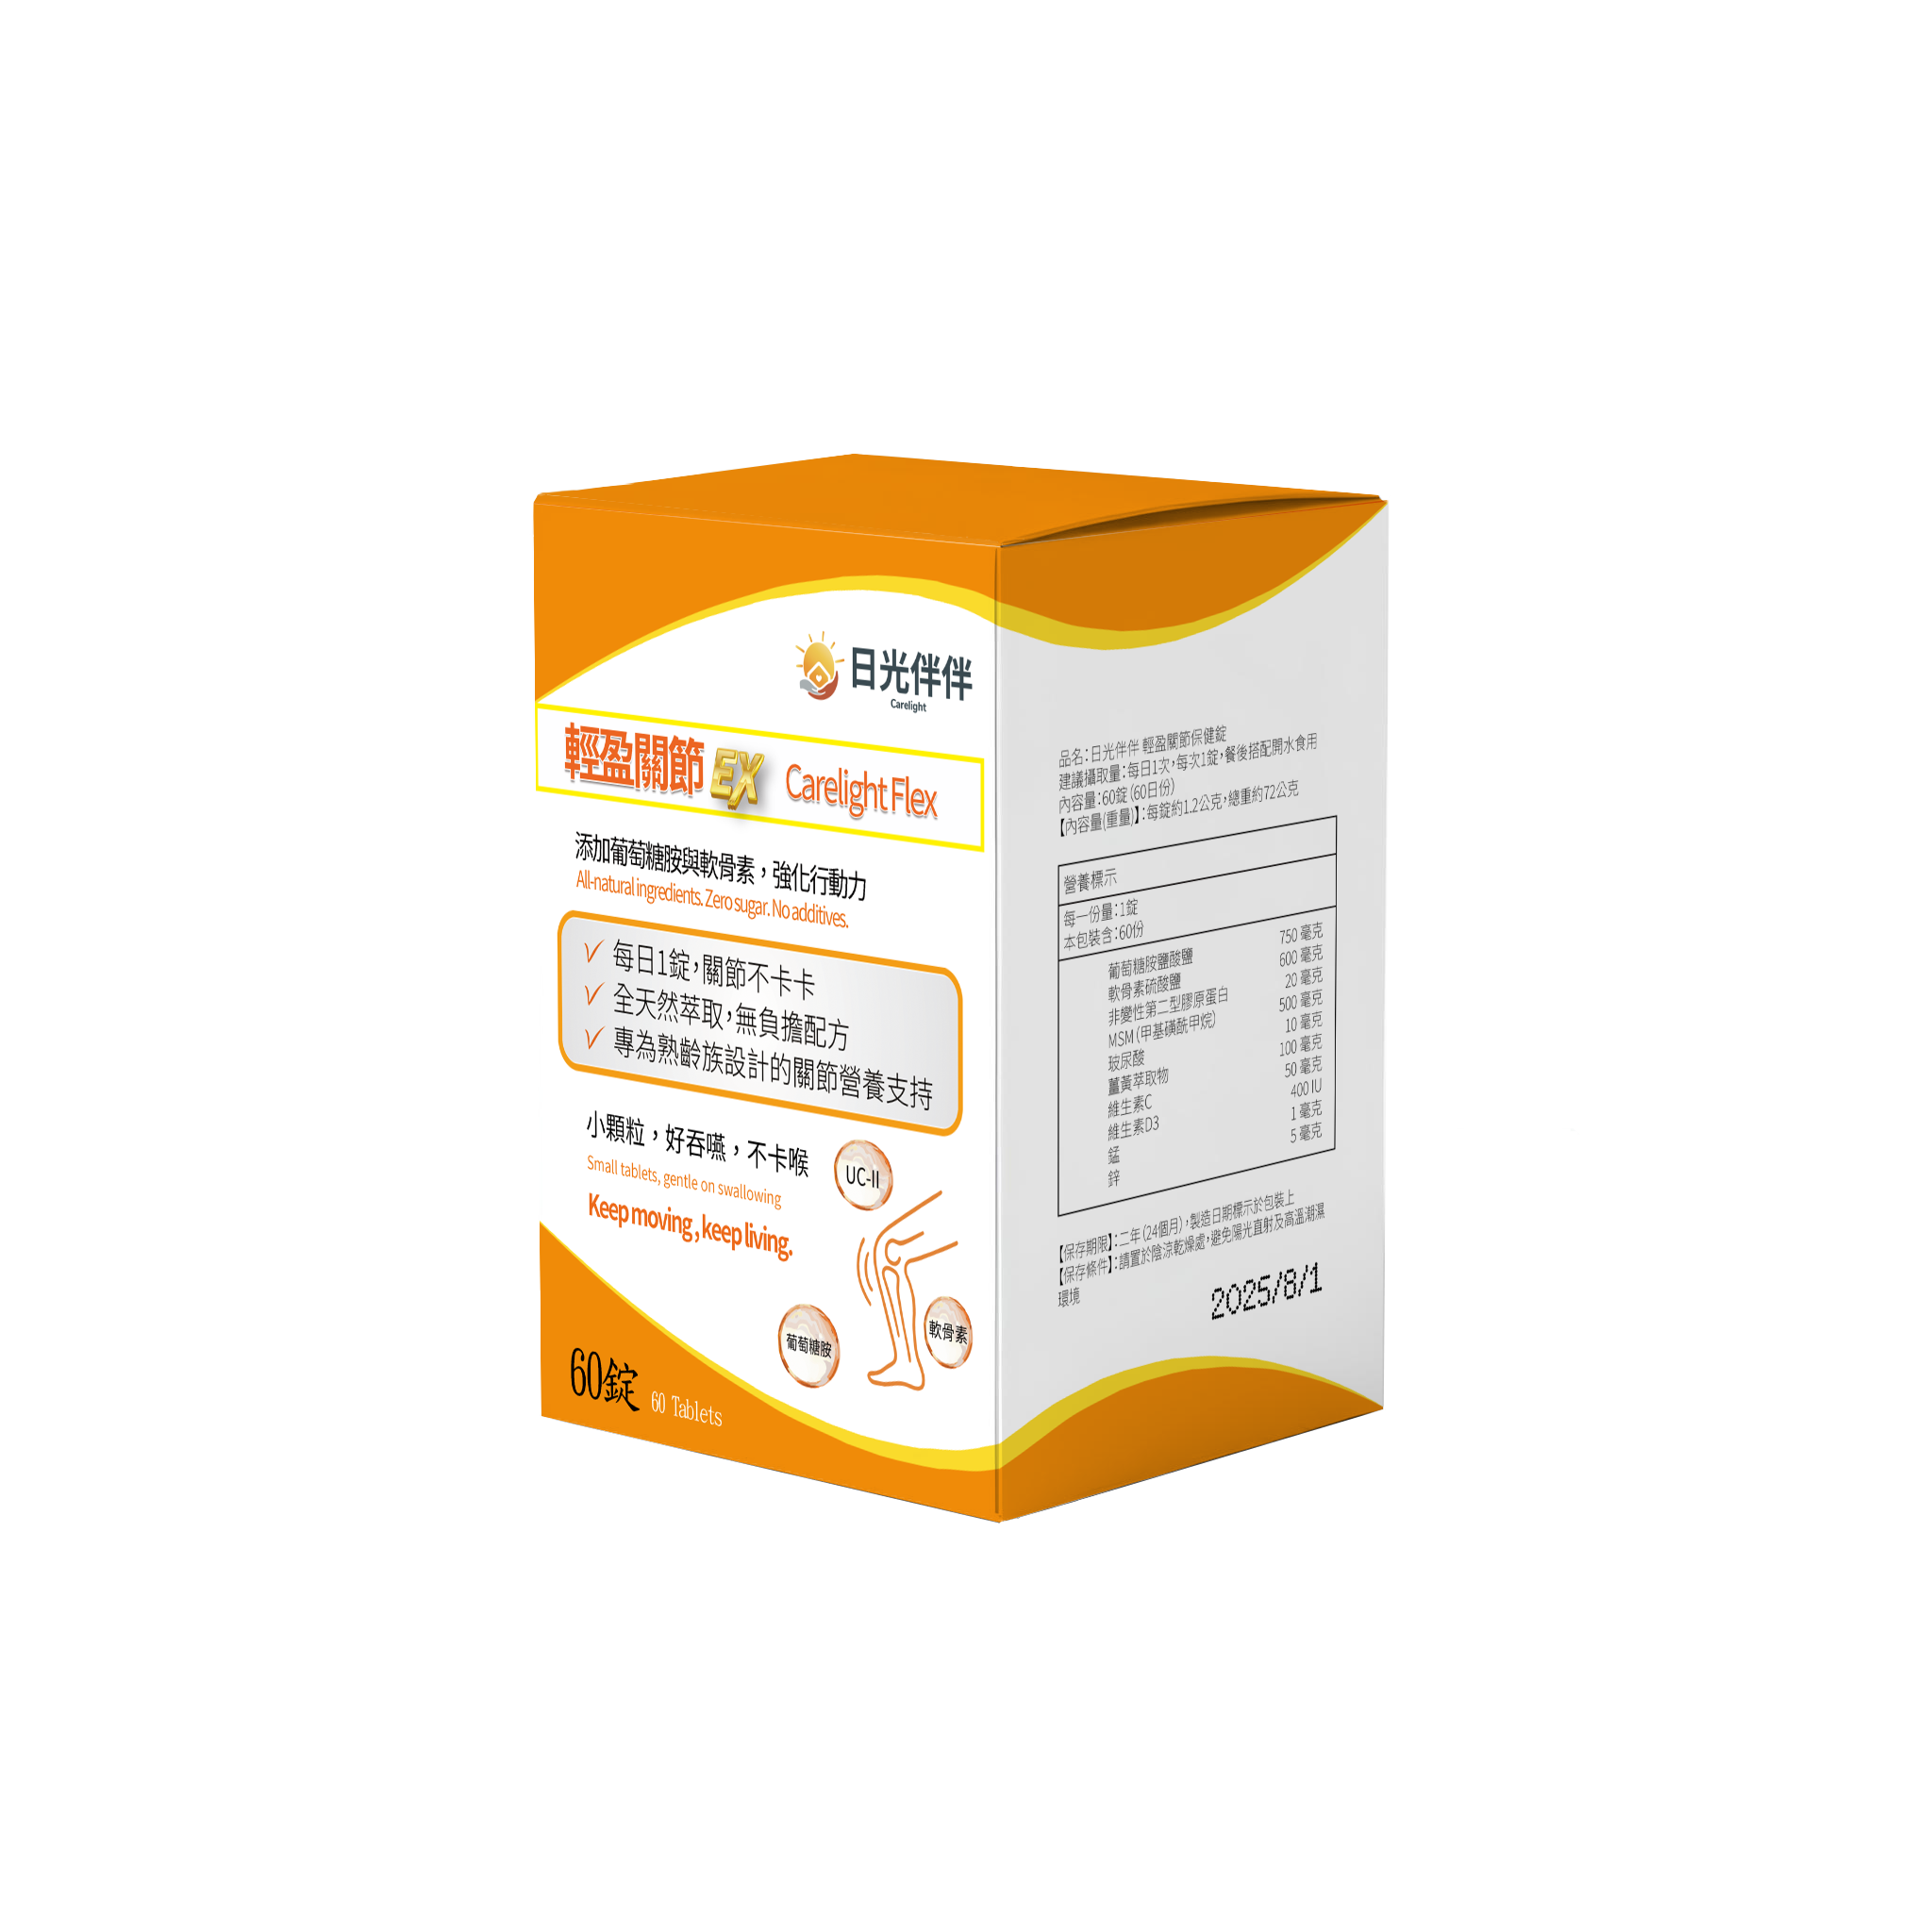 日光伴伴
Carelight
輕盈關節 EX Carelight Flex
添加葡萄糖胺與軟骨素，強化行動力
All-natural ingredients. Zero sugar. No additives.
每日1錠，關節不卡卡
全天然萃取，無負擔配方
專為熟齡族設計的關節營養支持
小顆粒，好吞嚥，不卡喉
Small tablets, gentle on swallowing
Keep moving , keep living.
UC-II
葡萄糖胺
軟骨素
60錠 60 Tablets
品名：日光伴伴 輕盈關節保健錠
建議攝取量：每日1次，每次1錠，餐後搭配開水食用
內容量：60錠（60日份）
【內容量(重量)】：每錠約1.2公克，總重約72公克
營養標示
每一份量：1錠
本包裝含：60份
葡萄糖胺鹽酸鹽 750 毫克
軟骨素硫酸鹽 600 毫克
非變性第二型膠原蛋白 20 毫克
MSM（甲基磺酰甲烷） 500 毫克
玻尿酸 10 毫克
薑黃萃取物 100 毫克
維生素C 50 毫克
維生素D3 400 IU
錳 1 毫克
鋅 5 毫克
【保存期限】：二年（24個月），製造日期標示於包裝上
【保存條件】：請置於陰涼乾燥處，避免陽光直射及高溫潮濕
環境
2025/8/1